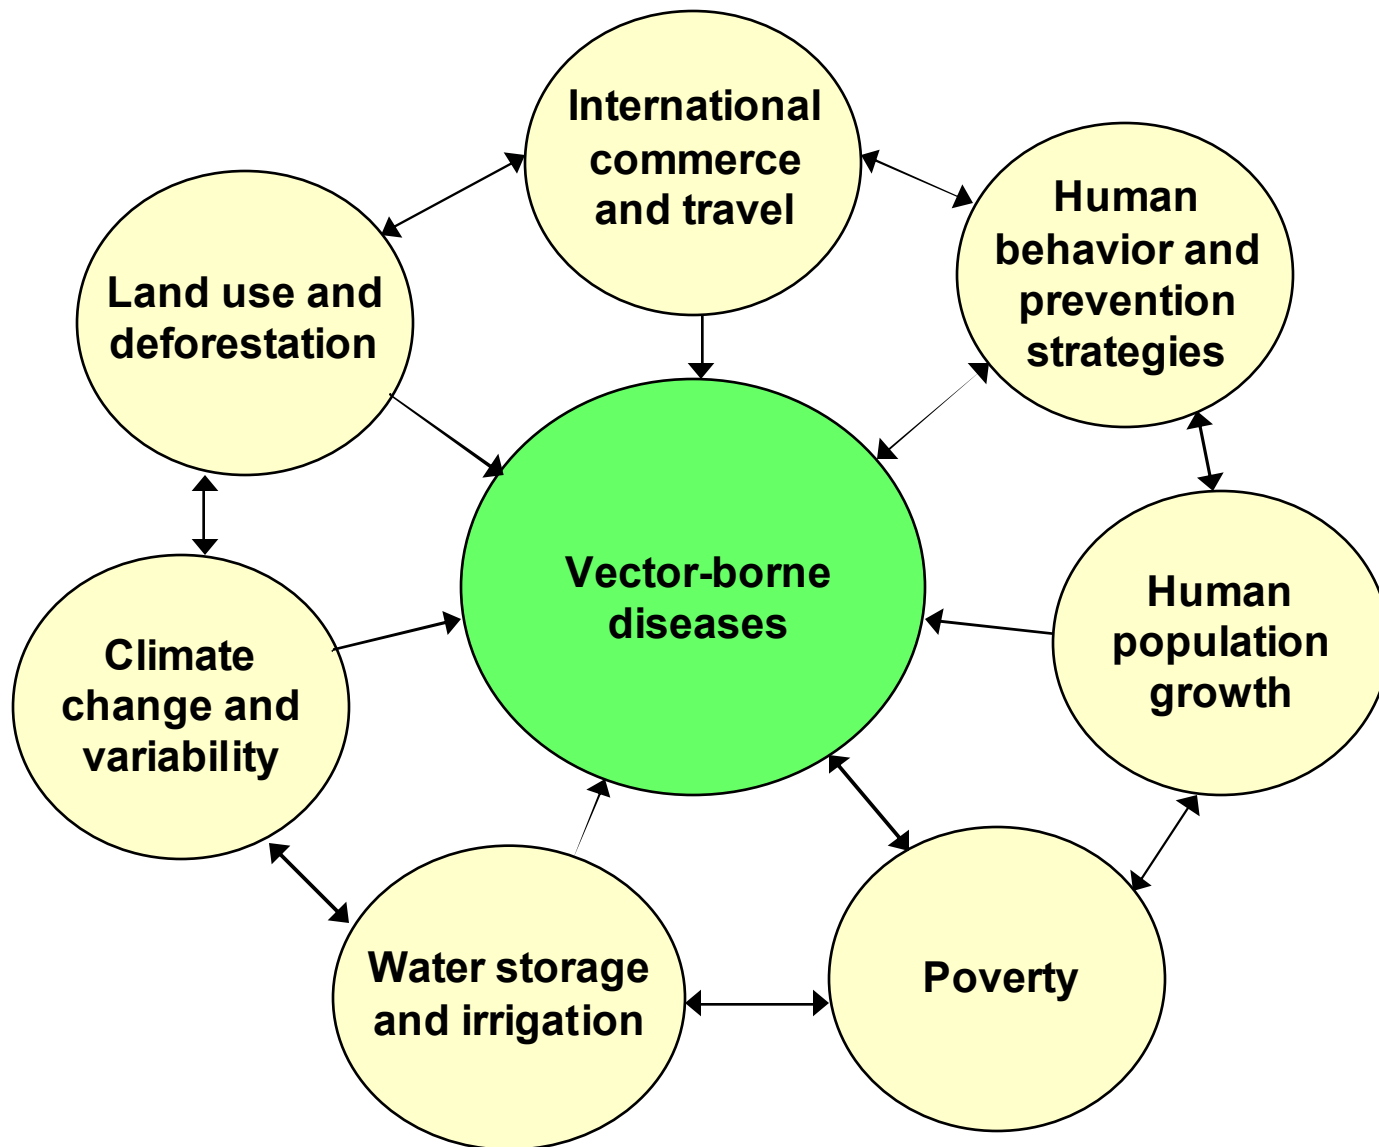 International
commerce
and travel
Human
behavior and
prevention
strategies
Land use and
deforestation
Vector-borne
diseases
Human
population
growth
Climate
change and
variability
Water storage
and irrigation
Poverty